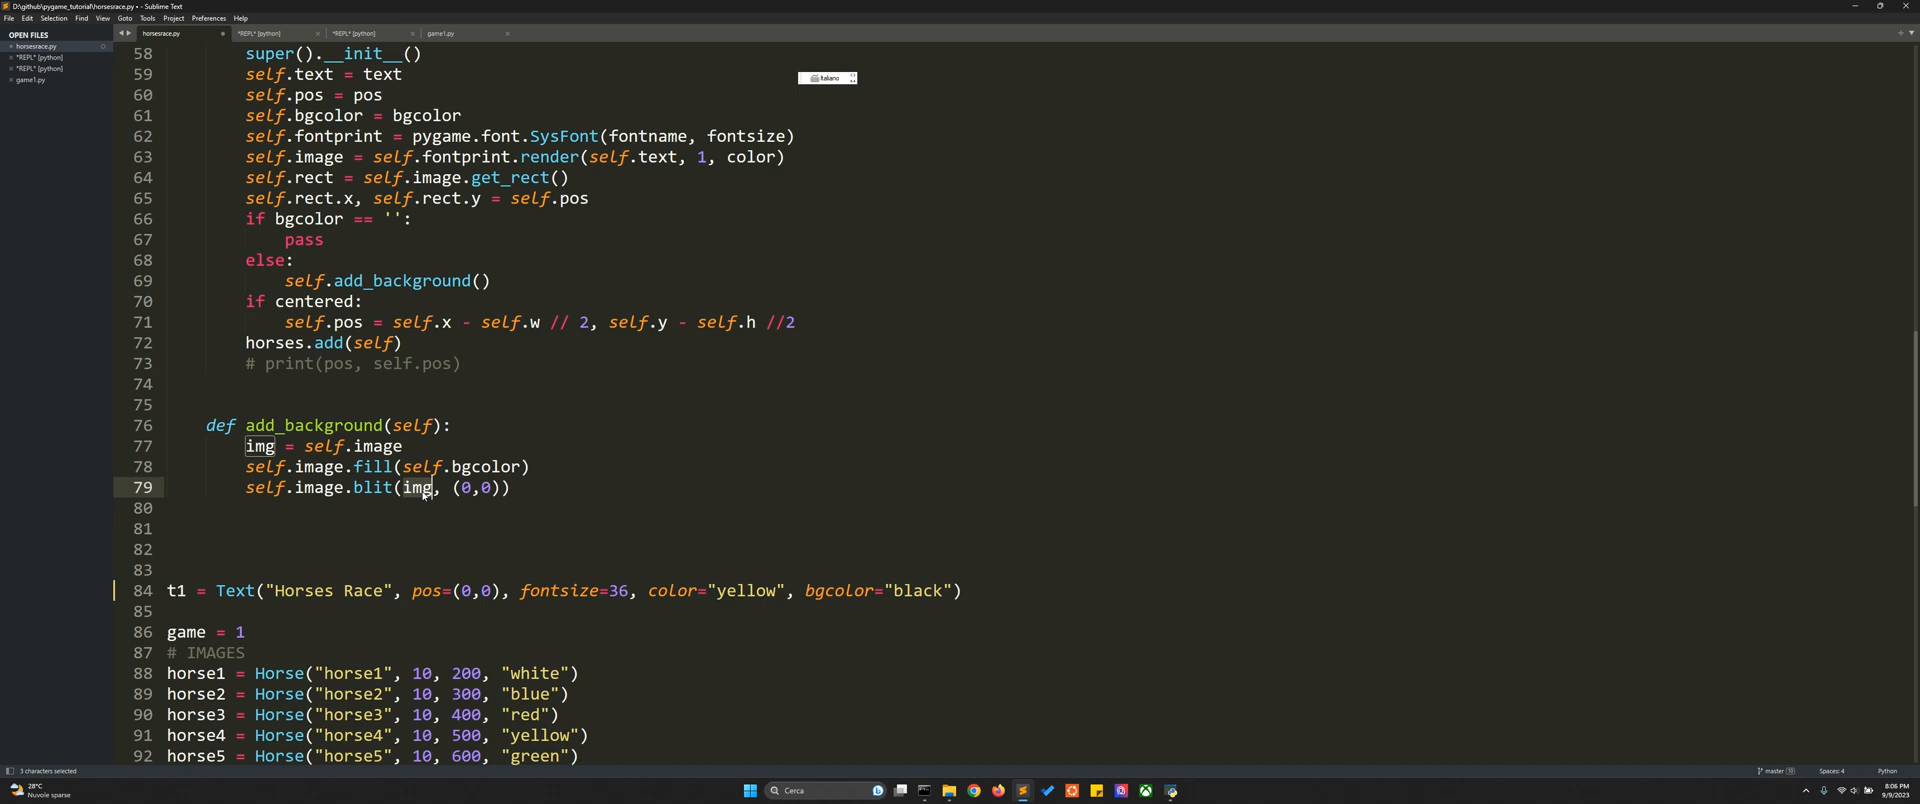 D:\github\pygame_tutorial\horsesrace.py • - Sublime Text
File Edit Selection Find View Goto Tools Project Preferences Help
OPEN FILES
horsesrace.py
*REPL* [python]
*REPL* [python]
game1.py
horsesrace.py *REPL* [python] *REPL* [python] game1.py
58 super().__init__()
59 self.text = text
60 self.pos = pos
61 self.bgcolor = bgcolor
62 self.fontprint = pygame.font.SysFont(fontname, fontsize)
63 self.image = self.fontprint.render(self.text, 1, color)
64 self.rect = self.image.get_rect()
65 self.rect.x, self.rect.y = self.pos
66 if bgcolor == '':
67 pass
68 else:
69 self.add_background()
70 if centered:
71 self.pos = self.x - self.w // 2, self.y - self.h //2
72 horses.add(self)
73 # print(pos, self.pos)
74
75
76 def add_background(self):
77 img = self.image
78 self.image.fill(self.bgcolor)
79 self.image.blit(img, (0,0))
80
81
82
83
84 t1 = Text("Horses Race", pos=(0,0), fontsize=36, color="yellow", bgcolor="black")
85
86 game = 1
87 # IMAGES
88 horse1 = Horse("horse1", 10, 200, "white")
89 horse2 = Horse("horse2", 10, 300, "blue")
90 horse3 = Horse("horse3", 10, 400, "red")
91 horse4 = Horse("horse4", 10, 500, "yellow")
92 horse5 = Horse("horse5", 10, 600, "green")
Italiano
3 characters selected
master 10 Spaces: 4 Python
28°C
Nuvole sparse
Cerca
8:06 PM
9/9/2023